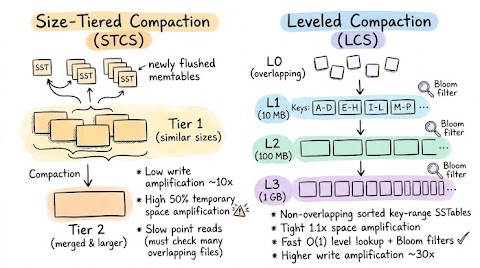 Size-Tiered Compaction
(STCS)
SST
SST
SST
newly flushed
memtables
Tier 1
(similar sizes)
Compaction
Tier 2
(merged & larger)
• Low write
amplification ~10x
• High 50% temporary
space amplification
• Slow point reads
(must check many
overlapping files)
Leveled Compaction
(LCS)
L0
(overlapping)
Bloom
filter
L1
(10 MB)
Keys:
A-D
E-H
I-L
M-P
...
Bloom
filter
L2
(100 MB)
...
Bloom
filter
L3
(1 GB)
...
• Non-overlapping sorted key-range SSTables
• Tight 1.1x space amplification
• Fast O(1) level lookup + Bloom filters ✓
• Higher write amplification ~30x